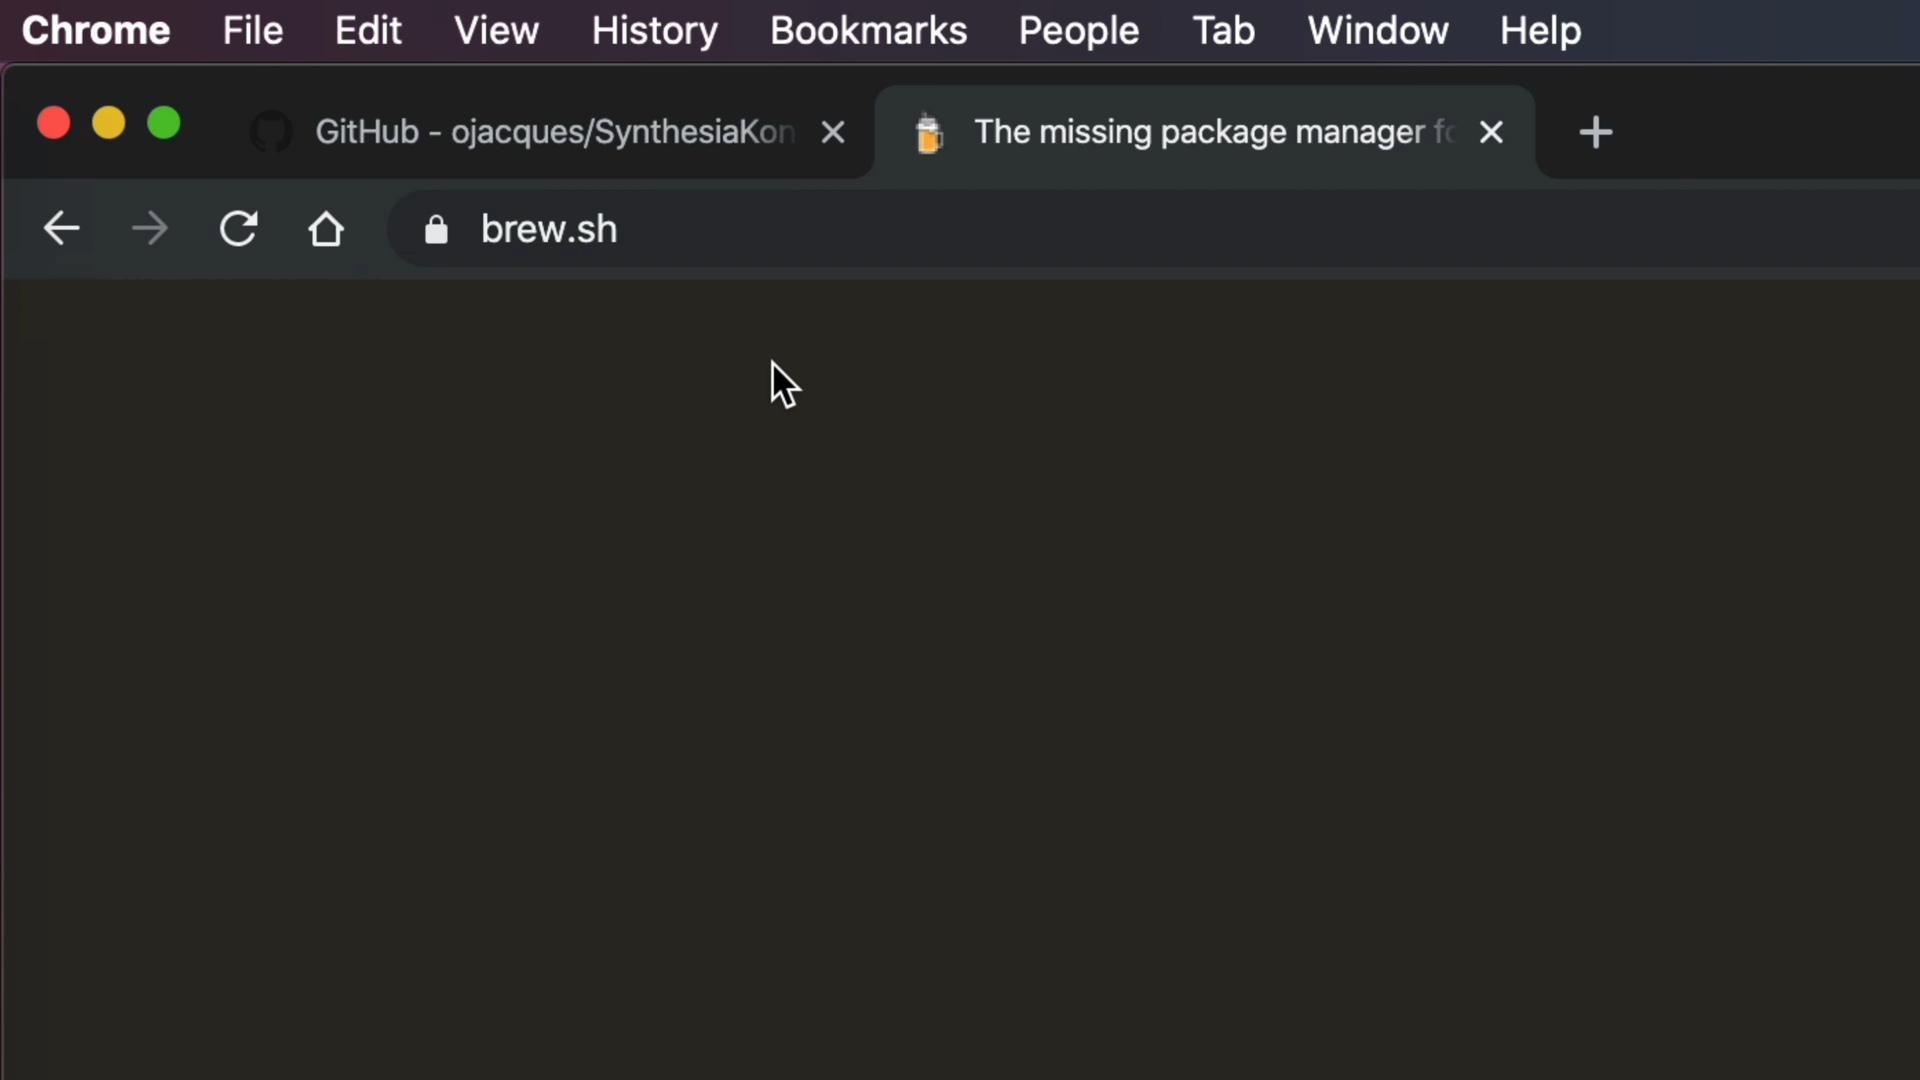 Chrome File Edit View History Bookmarks People Tab Window Help
GitHub - ojacques/SynthesiaKon The missing package manager fo
brew.sh